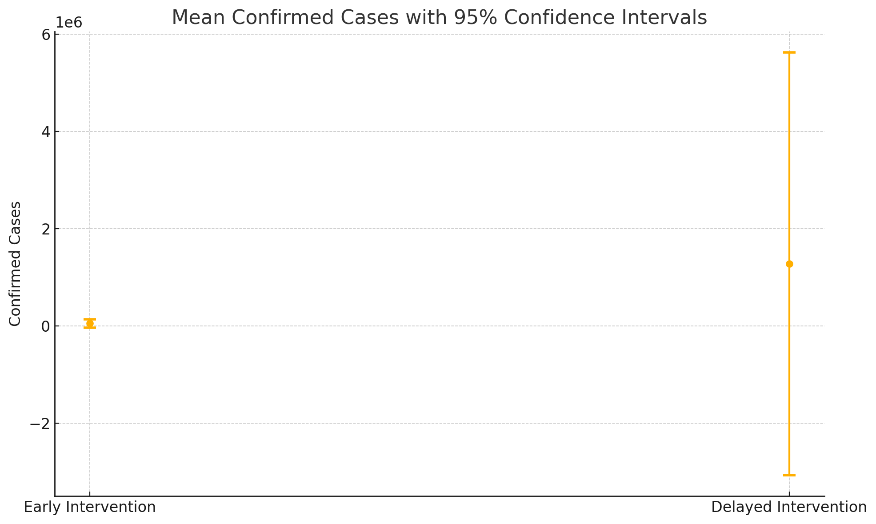 Mean Confirmed Cases with 95% Confidence Intervals
1e6
6
4
2
0
−2
Confirmed Cases
Early Intervention
Delayed Intervention